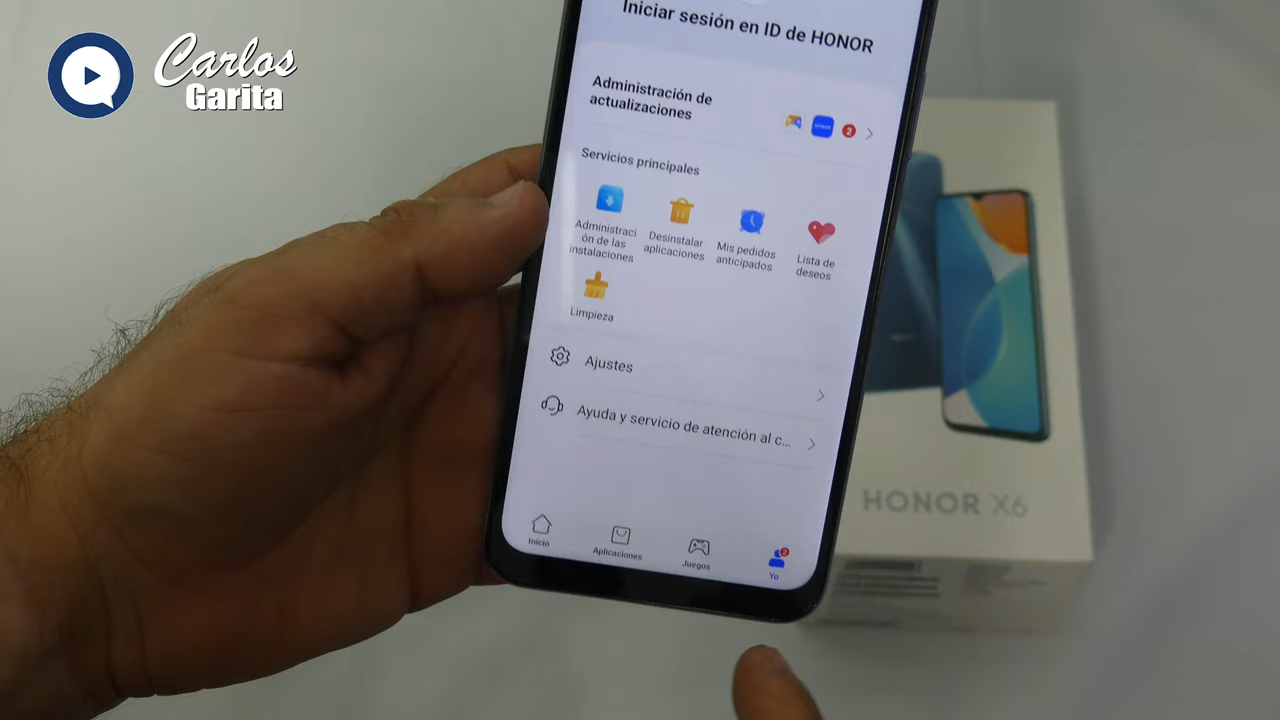 Carlos
Garita
Iniciar sesión en ID de HONOR
Administración de
actualizaciones
2
Servicios principales
Administraci
ón de las
instalaciones
Desinstalar
aplicaciones
Mis pedidos
anticipados
Lista de
deseos
Limpieza
Ajustes
Ayuda y servicio de atención al c...
Inicio
Aplicaciones
Juegos
2
Yo
HONOR X6